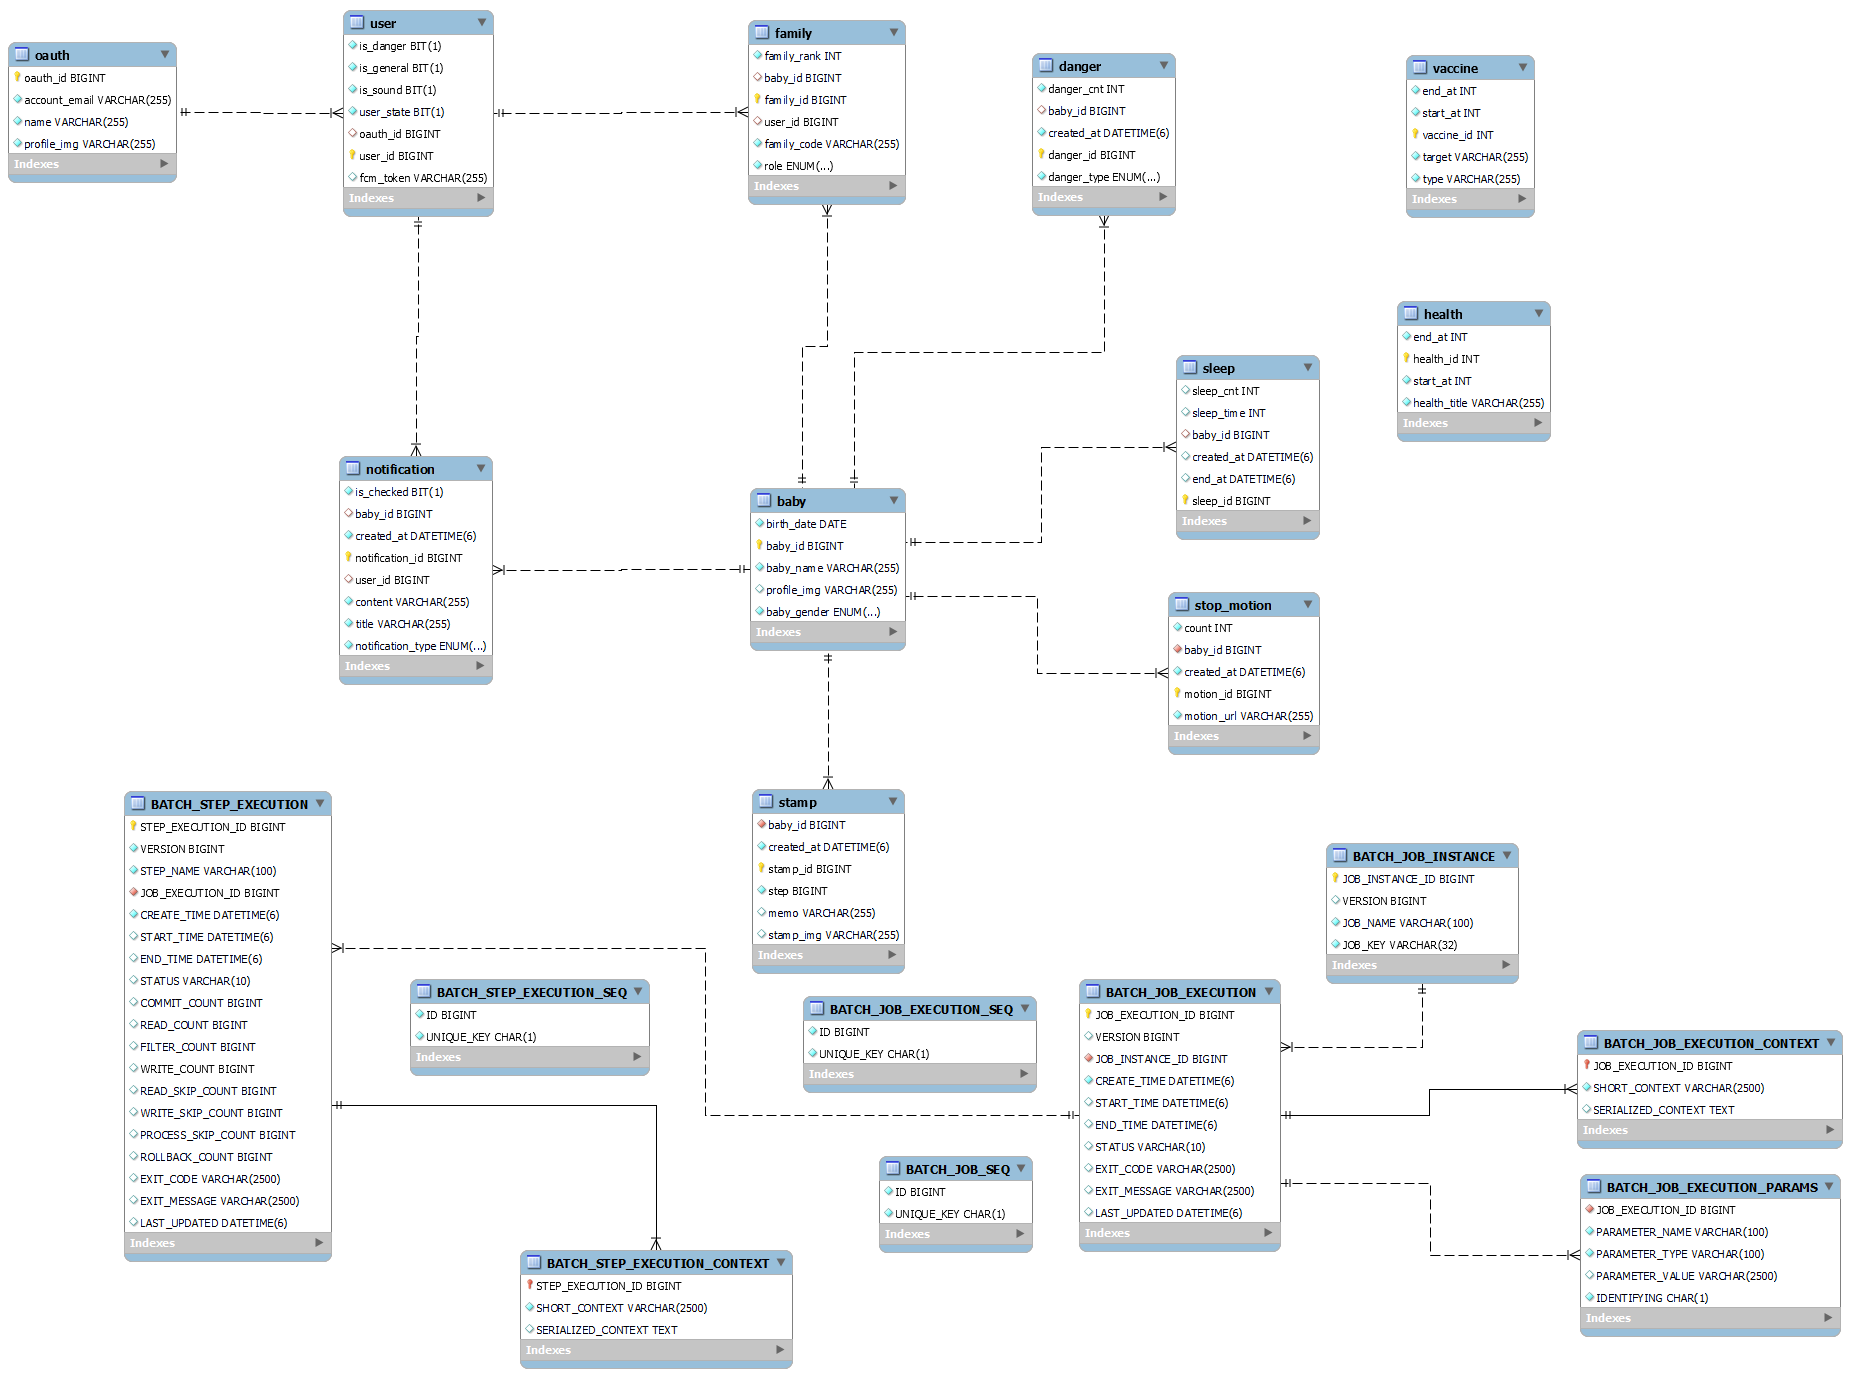 oauth
oauth_id BIGINT
account_email VARCHAR(255)
name VARCHAR(255)
profile_img VARCHAR(255)
Indexes
user
is_danger BIT(1)
is_general BIT(1)
is_sound BIT(1)
user_state BIT(1)
oauth_id BIGINT
user_id BIGINT
fcm_token VARCHAR(255)
Indexes
family
family_rank INT
baby_id BIGINT
family_id BIGINT
user_id BIGINT
family_code VARCHAR(255)
role ENUM(...)
Indexes
danger
danger_cnt INT
baby_id BIGINT
created_at DATETIME(6)
danger_id BIGINT
danger_type ENUM(...)
Indexes
vaccine
end_at INT
start_at INT
vaccine_id INT
target VARCHAR(255)
type VARCHAR(255)
Indexes
health
end_at INT
health_id INT
start_at INT
health_title VARCHAR(255)
Indexes
sleep
sleep_cnt INT
sleep_time INT
baby_id BIGINT
created_at DATETIME(6)
end_at DATETIME(6)
sleep_id BIGINT
Indexes
notification
is_checked BIT(1)
baby_id BIGINT
created_at DATETIME(6)
notification_id BIGINT
user_id BIGINT
content VARCHAR(255)
title VARCHAR(255)
notification_type ENUM(...)
Indexes
baby
birth_date DATE
baby_id BIGINT
baby_name VARCHAR(255)
profile_img VARCHAR(255)
baby_gender ENUM(...)
Indexes
stop_motion
count INT
baby_id BIGINT
created_at DATETIME(6)
motion_id BIGINT
motion_url VARCHAR(255)
Indexes
stamp
baby_id BIGINT
created_at DATETIME(6)
stamp_id BIGINT
step BIGINT
memo VARCHAR(255)
stamp_img VARCHAR(255)
Indexes
BATCH_STEP_EXECUTION
STEP_EXECUTION_ID BIGINT
VERSION BIGINT
STEP_NAME VARCHAR(100)
JOB_EXECUTION_ID BIGINT
CREATE_TIME DATETIME(6)
START_TIME DATETIME(6)
END_TIME DATETIME(6)
STATUS VARCHAR(10)
COMMIT_COUNT BIGINT
READ_COUNT BIGINT
FILTER_COUNT BIGINT
WRITE_COUNT BIGINT
READ_SKIP_COUNT BIGINT
WRITE_SKIP_COUNT BIGINT
PROCESS_SKIP_COUNT BIGINT
ROLLBACK_COUNT BIGINT
EXIT_CODE VARCHAR(2500)
EXIT_MESSAGE VARCHAR(2500)
LAST_UPDATED DATETIME(6)
Indexes
BATCH_STEP_EXECUTION_SEQ
ID BIGINT
UNIQUE_KEY CHAR(1)
Indexes
BATCH_JOB_EXECUTION_SEQ
ID BIGINT
UNIQUE_KEY CHAR(1)
Indexes
BATCH_JOB_SEQ
ID BIGINT
UNIQUE_KEY CHAR(1)
Indexes
BATCH_STEP_EXECUTION_CONTEXT
STEP_EXECUTION_ID BIGINT
SHORT_CONTEXT VARCHAR(2500)
SERIALIZED_CONTEXT TEXT
Indexes
BATCH_JOB_EXECUTION
JOB_EXECUTION_ID BIGINT
VERSION BIGINT
JOB_INSTANCE_ID BIGINT
CREATE_TIME DATETIME(6)
START_TIME DATETIME(6)
END_TIME DATETIME(6)
STATUS VARCHAR(10)
EXIT_CODE VARCHAR(2500)
EXIT_MESSAGE VARCHAR(2500)
LAST_UPDATED DATETIME(6)
Indexes
BATCH_JOB_INSTANCE
JOB_INSTANCE_ID BIGINT
VERSION BIGINT
JOB_NAME VARCHAR(100)
JOB_KEY VARCHAR(32)
Indexes
BATCH_JOB_EXECUTION_CONTEXT
JOB_EXECUTION_ID BIGINT
SHORT_CONTEXT VARCHAR(2500)
SERIALIZED_CONTEXT TEXT
Indexes
BATCH_JOB_EXECUTION_PARAMS
JOB_EXECUTION_ID BIGINT
PARAMETER_NAME VARCHAR(100)
PARAMETER_TYPE VARCHAR(100)
PARAMETER_VALUE VARCHAR(2500)
IDENTIFYING CHAR(1)
Indexes